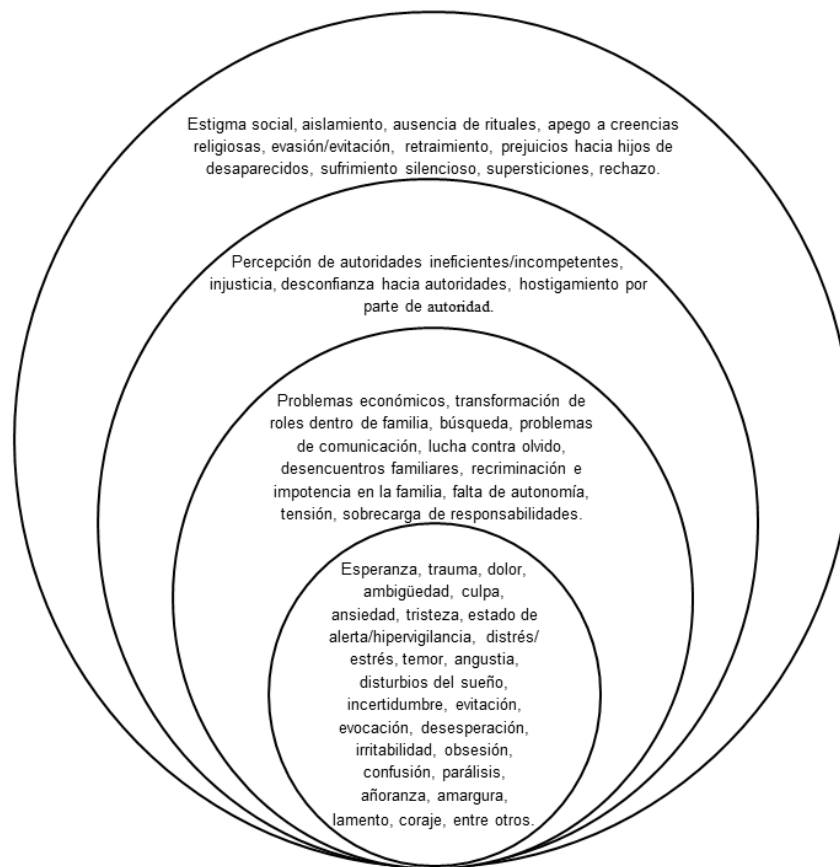 Estigma social, aislamiento, ausencia de rituales, apego a creencias
religiosas, evasión/evitación, retraimiento, prejuicios hacia hijos de
desaparecidos, sufrimiento silencioso, supersticiones, rechazo.
Percepción de autoridades ineficientes/incompetentes,
injusticia, desconfianza hacia autoridades, hostigamiento por
parte de autoridad.
Problemas económicos, transformación de
roles dentro de familia, búsqueda, problemas
de comunicación, lucha contra olvido,
desencuentros familiares, recriminación e
impotencia en la familia, falta de autonomía,
tensión, sobrecarga de responsabilidades.
Esperanza, trauma, dolor,
ambigüedad, culpa,
ansiedad, tristeza, estado de
alerta/hipervigilancia, distrés/
estrés, temor, angustia,
disturbios del sueño,
incertidumbre, evitación,
evocación, desesperación,
irritabilidad, obsesión,
confusión, parálisis,
añoranza, amargura,
lamento, coraje, entre otros.